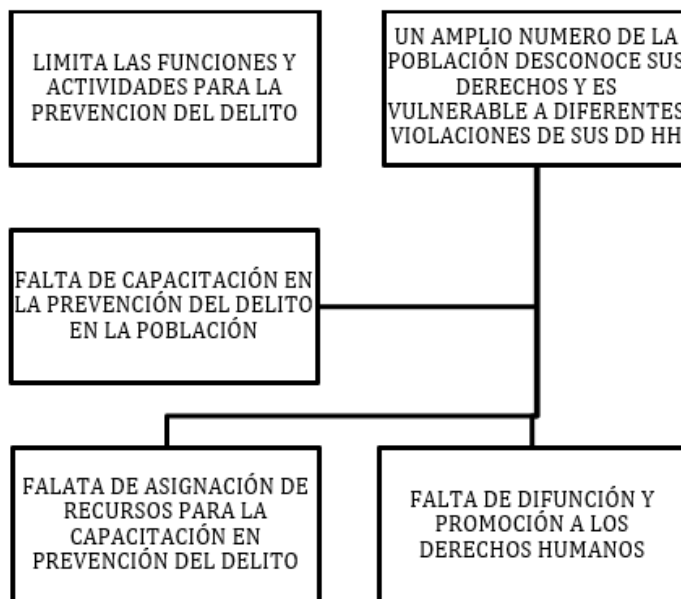 LIMITA LAS FUNCIONES Y
ACTIVIDADES PARA LA
PREVENCION DEL DELITO
UN AMPLIO NUMERO DE LA
POBLACIÓN DESCONOCE SUS
DERECHOS Y ES
VULNERABLE A DIFERENTES
VIOLACIONES DE SUS DD HH
FALTA DE CAPACITACIÓN EN
LA PREVENCIÓN DEL DELITO
EN LA POBLACIÓN
FALATA DE ASIGNACIÓN DE
RECURSOS PARA LA
CAPACITACIÓN EN
PREVENCIÓN DEL DELITO
FALTA DE DIFUNCIÓN Y
PROMOCIÓN A LOS
DERECHOS HUMANOS